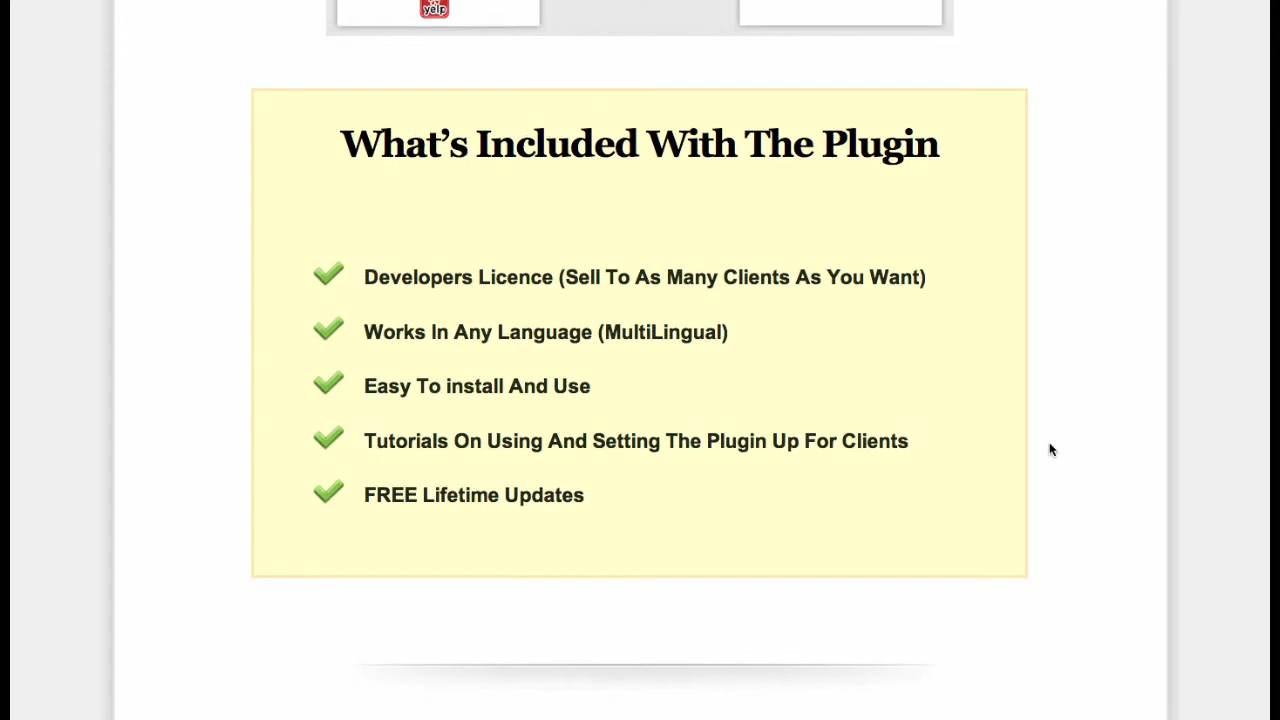 yelp
What's Included With The Plugin
Developers Licence (Sell To As Many Clients As You Want)
Works In Any Language (MultiLingual)
Easy To install And Use
Tutorials On Using And Setting The Plugin Up For Clients
FREE Lifetime Updates